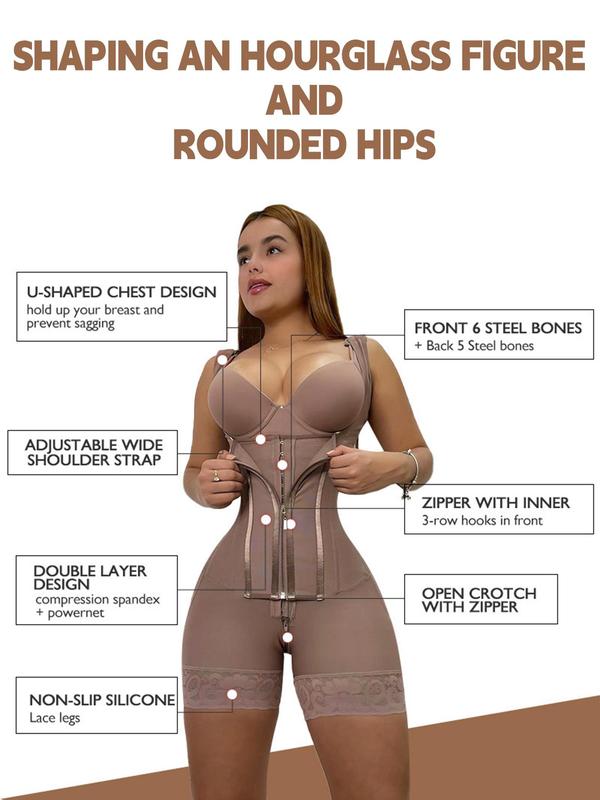 SHAPING AN HOURGLASS FIGURE
AND
ROUNDED HIPS
U-SHAPED CHEST DESIGN
hold up your breast and
prevent sagging
FRONT 6 STEEL BONES
+ Back 5 Steel bones
ADJUSTABLE WIDE
SHOULDER STRAP
ZIPPER WITH INNER
3-row hooks in front
DOUBLE LAYER
DESIGN
compression spandex
+ powernet
OPEN CROTCH
WITH ZIPPER
NON-SLIP SILICONE
Lace legs